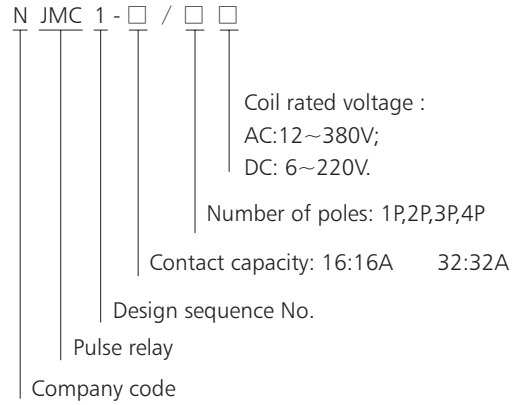 N JMC 1 - □ / □ □
Coil rated voltage :
AC:12~380V;
DC: 6~220V.
Number of poles: 1P,2P,3P,4P
Contact capacity: 16:16A 32:32A
Design sequence No.
Pulse relay
Company code